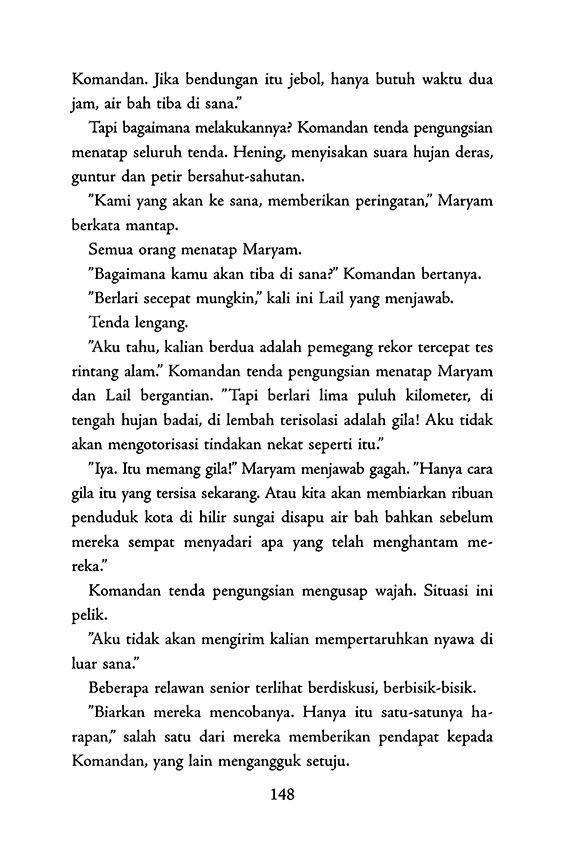 Komandan. Jika bendungan itu jebol, hanya butuh waktu dua
jam, air bah tiba di sana.”
Tapi bagaimana melakukannya? Komandan tenda pengungsian
menatap seluruh tenda. Hening, menyisakan suara hujan deras,
guntur dan petir bersahut-sahutan.
”Kami yang akan ke sana, memberikan peringatan,” Maryam
berkata mantap.
Semua orang menatap Maryam.
”Bagaimana kamu akan tiba di sana?” Komandan bertanya.
”Berlari secepat mungkin,” kali ini Lail yang menjawab.
Tenda lengang.
”Aku tahu, kalian berdua adalah pemegang rekor tercepat tes
rintang alam.” Komandan tenda pengungsian menatap Maryam
dan Lail bergantian. ”Tapi berlari lima puluh kilometer, di
tengah hujan badai, di lembah terisolasi adalah gila! Aku tidak
akan mengotorisasi tindakan nekat seperti itu.”
”Iya. Itu memang gila!” Maryam menjawab gagah. ”Hanya cara
gila itu yang tersisa sekarang. Atau kita akan membiarkan ribuan
penduduk kota di hilir sungai disapu air bah bahkan sebelum
mereka sempat menyadari apa yang telah menghantam me-
reka.”
Komandan tenda pengungsian mengusap wajah. Situasi ini
pelik.
”Aku tidak akan mengirim kalian mempertaruhkan nyawa di
luar sana.”
Beberapa relawan senior terlihat berdiskusi, berbisik-bisik.
”Biarkan mereka mencobanya. Hanya itu satu-satunya ha-
rapan,” salah satu dari mereka memberikan pendapat kepada
Komandan, yang lain mengangguk setuju.
148